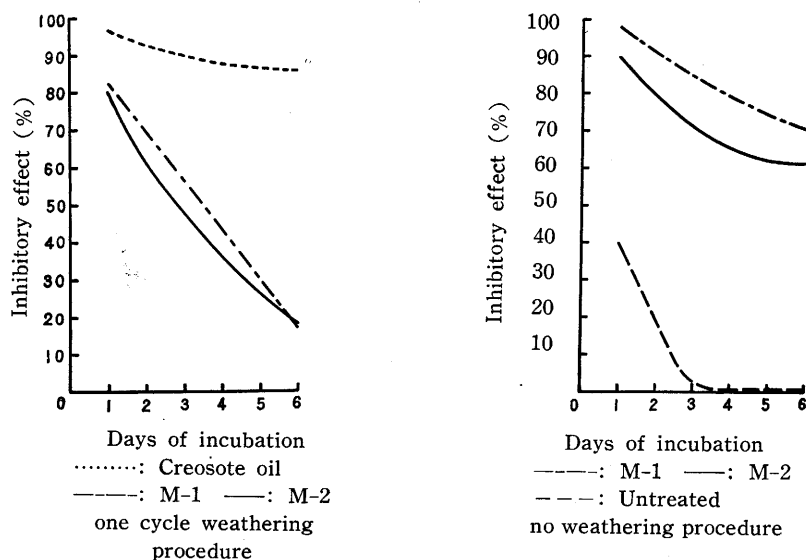 100
90
80
70
60
50
40
30
20
10
0 1 2 3 4 5 6
Inhibitory effect (%)
Days of incubation
........: Creosote oil
—-—-: M-1 ——: M-2
one cycle weathering
procedure
100
90
80
70
60
50
40
30
20
10
0 1 2 3 4 5 6
Inhibitory effect (%)
Days of incubation
—-—-: M-1 ——: M-2
— — —: Untreated
no weathering procedure